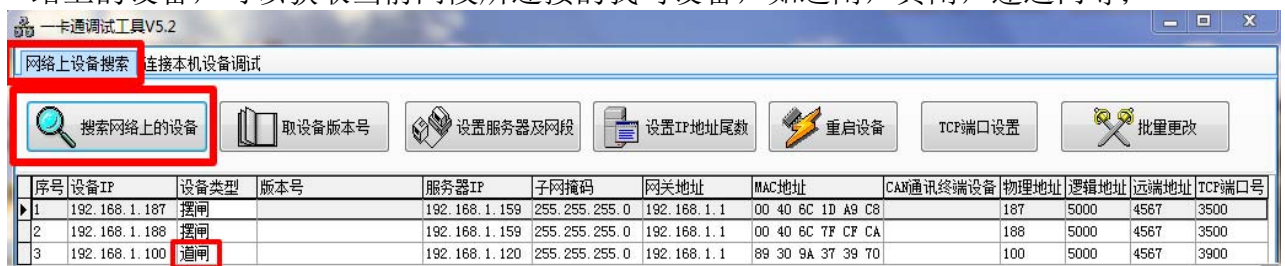 一卡通调试工具V5.2
网络上设备搜索 连接本机设备调试
搜索网络上的设备 取设备版本号 设置服务器及网段 设置IP地址尾数 重启设备 TCP端口设置 批里更改
序号 设备IP 设备类型 版本号 服务器IP 子网掩码 网关地址 MAC地址 CAN通讯终端设备 物理地址 逻辑地址 远端地址 TCP端口号
1 192.168.1.187 摆闸 192.168.1.159 255.255.255.0 192.168.1.1 00 40 6C 1D A9 C8 187 5000 4567 3500
2 192.168.1.188 摆闸 192.168.1.159 255.255.255.0 192.168.1.1 00 40 6C 7F CF CA 188 5000 4567 3500
3 192.168.1.100 道闸 192.168.1.120 255.255.255.0 192.168.1.1 89 30 9A 37 39 70 100 5000 4567 3900